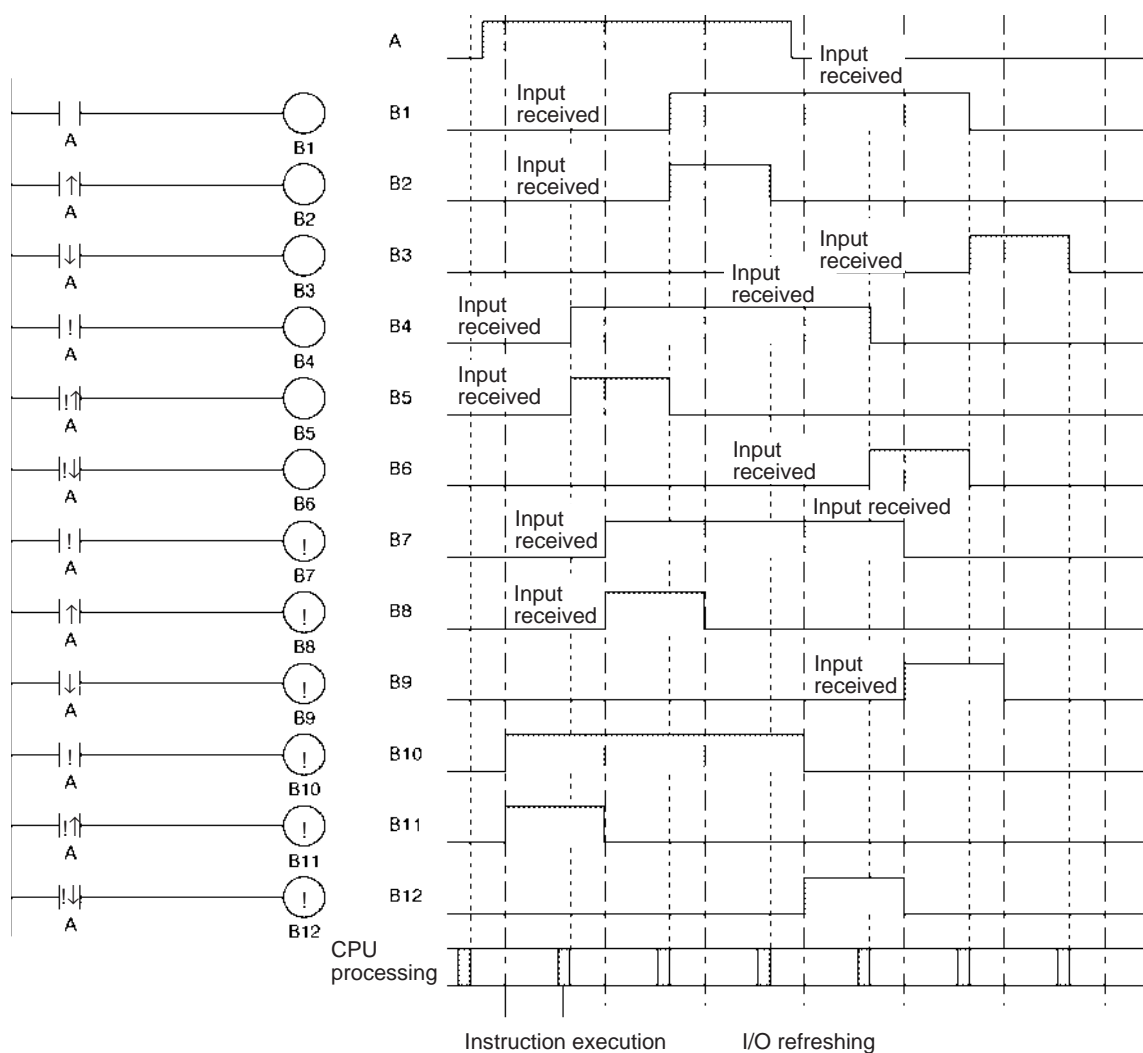 A
Input
received
A
B1
B1
Input
received
A
B2
B2
Input
received
A
B3
B3
Input
received
Input
received
!
A
B4
B4
Input
received
!↑
A
B5
B5
Input
received
!↓
A
B6
B6
Input
received
!
A
!
B7
B7
Input
received
Input received
↑
A
!
B8
B8
Input
received
↓
A
!
B9
B9
Input
received
!
A
!
B10
B10
!↑
A
!
B11
B11
!↓
A
!
B12
B12
CPU
processing
Instruction execution
I/O refreshing